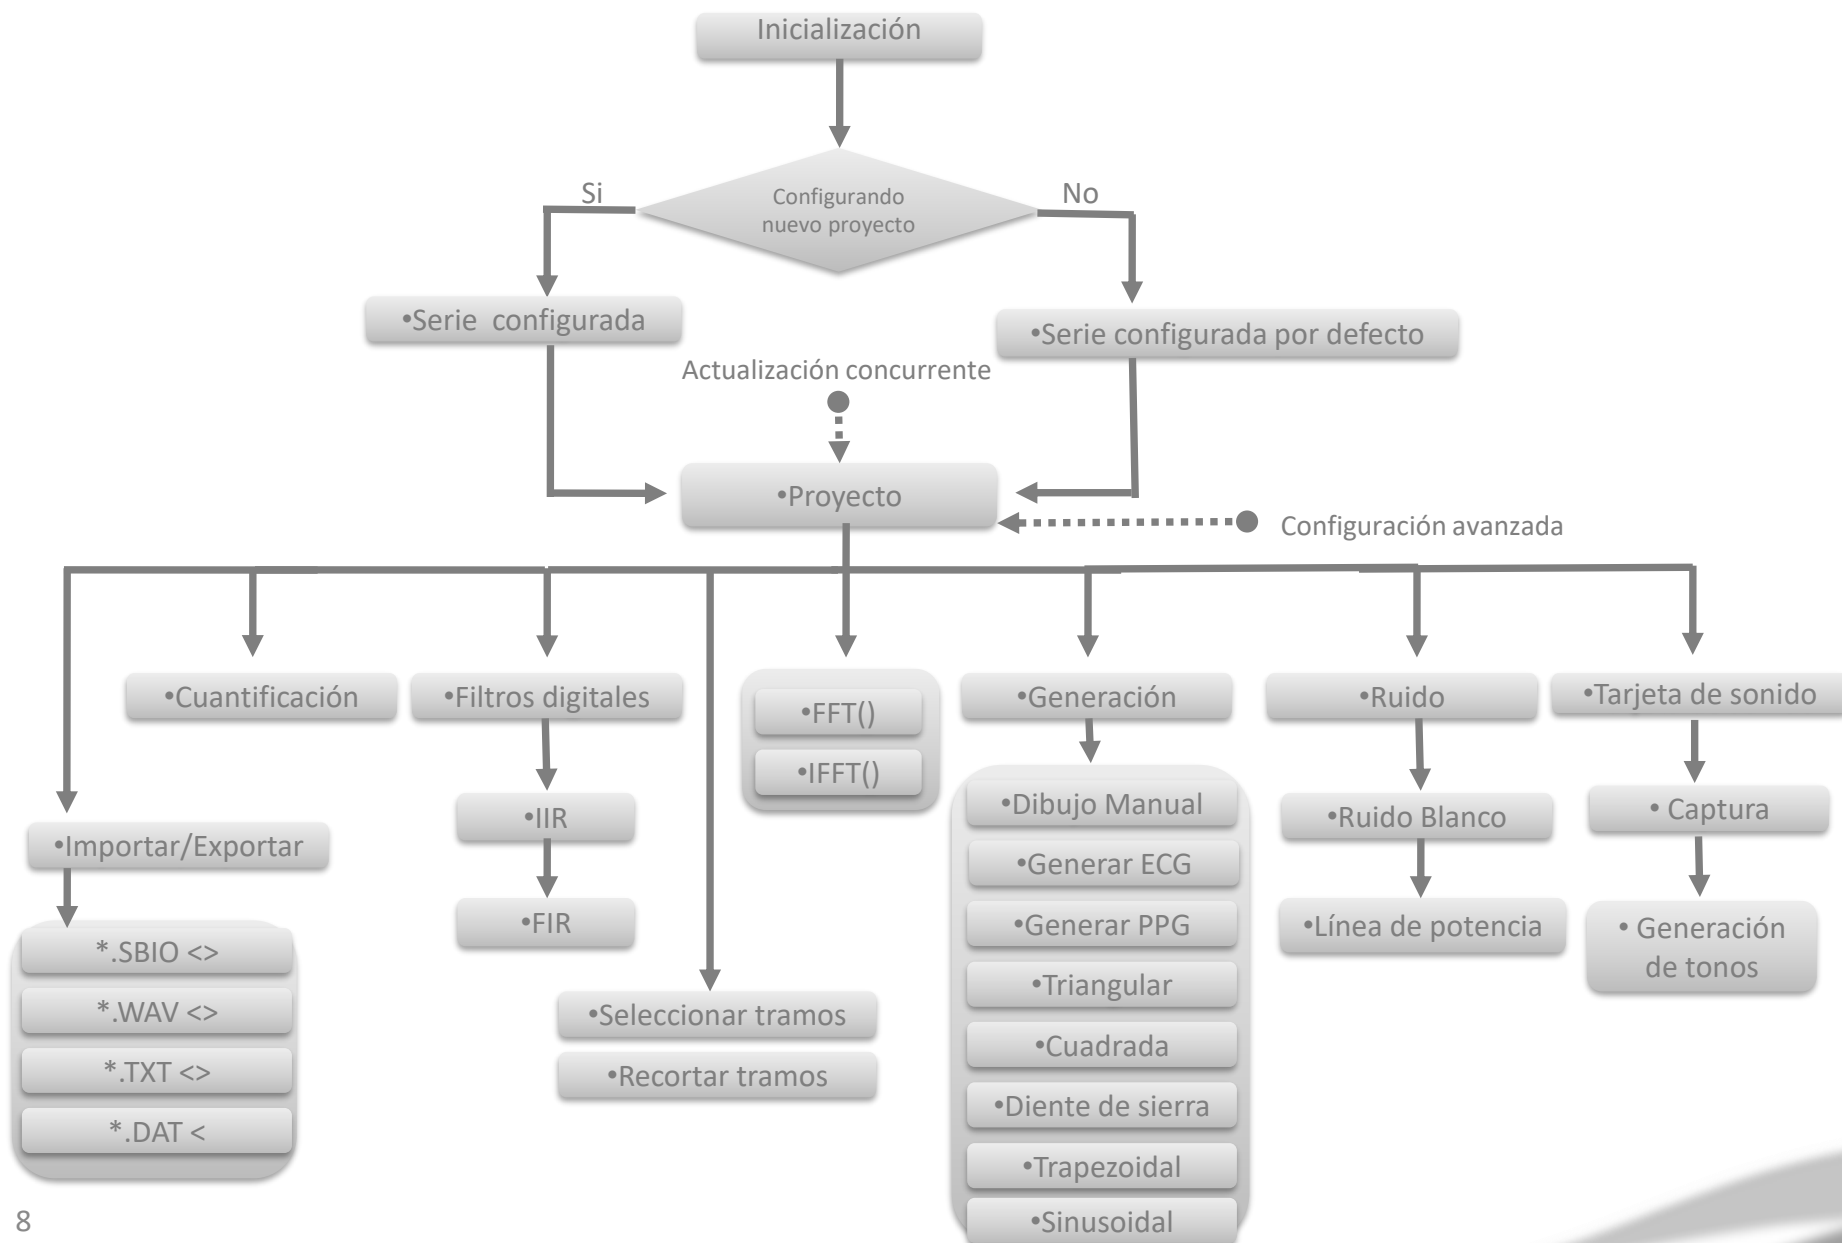 Inicialización
Si
No
Configurando
nuevo proyecto
•Serie  configurada
•Serie configurada por defecto
Actualización concurrente
•Proyecto
Configuración avanzada
•Cuantificación
•Filtros digitales
•FFT()
•IFFT()
•Generación
•Ruido
•Tarjeta de sonido
•Importar/Exportar
*.SBIO <>
*.WAV <>
*.TXT <>
*.DAT <
•IIR
•FIR
•Seleccionar tramos
•Recortar tramos
•Dibujo Manual
•Generar ECG
•Generar PPG
•Triangular
•Cuadrada
•Diente de sierra
•Trapezoidal
•Sinusoidal
•Ruido Blanco
•Línea de potencia
• Captura
• Generación
de tonos
8